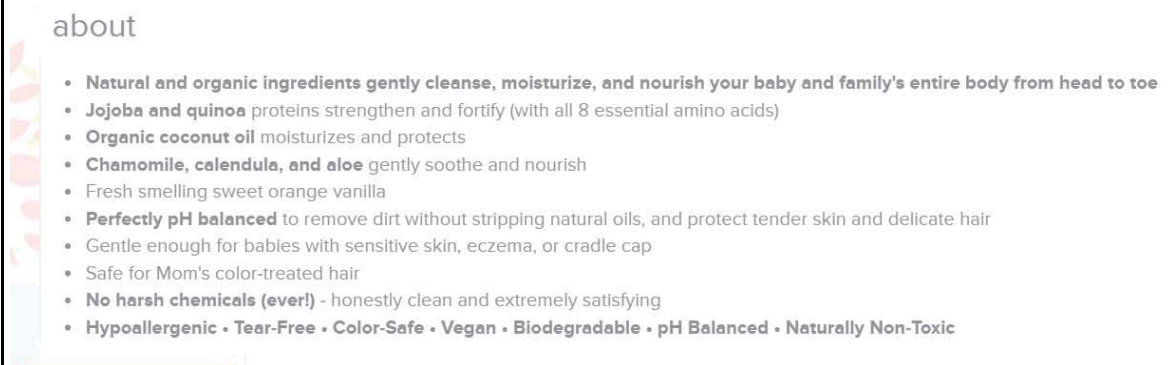 about
• Natural and organic ingredients gently cleanse, moisturize, and nourish your baby and family's entire body from head to toe
• Jojoba and quinoa proteins strengthen and fortify (with all 8 essential amino acids)
• Organic coconut oil moisturizes and protects
• Chamomile, calendula, and aloe gently soothe and nourish
• Fresh smelling sweet orange vanilla
• Perfectly pH balanced to remove dirt without stripping natural oils, and protect tender skin and delicate hair
• Gentle enough for babies with sensitive skin, eczema, or cradle cap
• Safe for Mom's color-treated hair
• No harsh chemicals (ever!) - honestly clean and extremely satisfying
• Hypoallergenic • Tear-Free • Color-Safe • Vegan • Biodegradable • pH Balanced • Naturally Non-Toxic